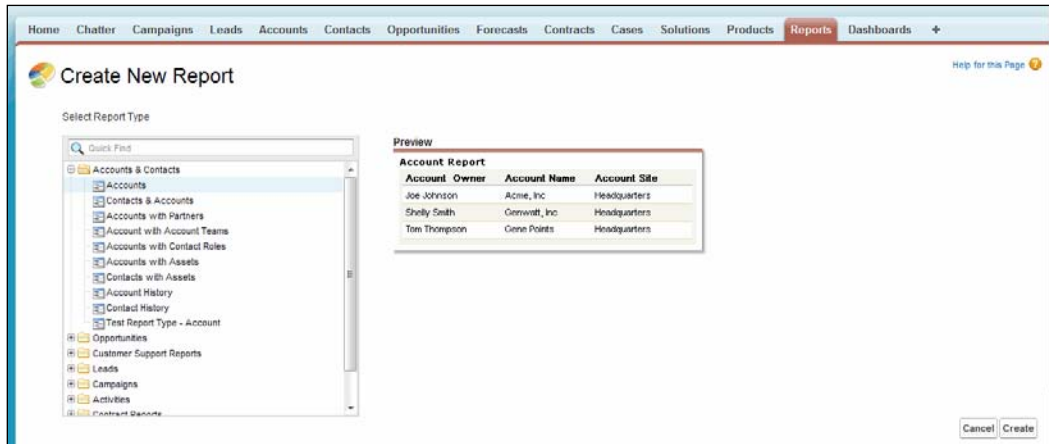 Home Chatter Campaigns Leads Accounts Contacts Opportunities Forecasts Contracts Cases Solutions Products Reports Dashboards +
Create New Report
Help for this Page
Select Report Type
Quick Find
Accounts & Contacts
Accounts
Contacts & Accounts
Accounts with Partners
Account with Account Teams
Accounts with Contact Roles
Accounts with Assets
Contacts with Assets
Account History
Contact History
Test Report Type - Account
Opportunities
Customer Support Reports
Leads
Campaigns
Activities
Contract Reports
Preview
Account Report
Account Owner Account Name Account Site
Joe Johnson Acme, Inc Headquarters
Shelly Smith Genwatt, Inc Headquarters
Tom Thompson Gene Points Headquarters
Cancel Create